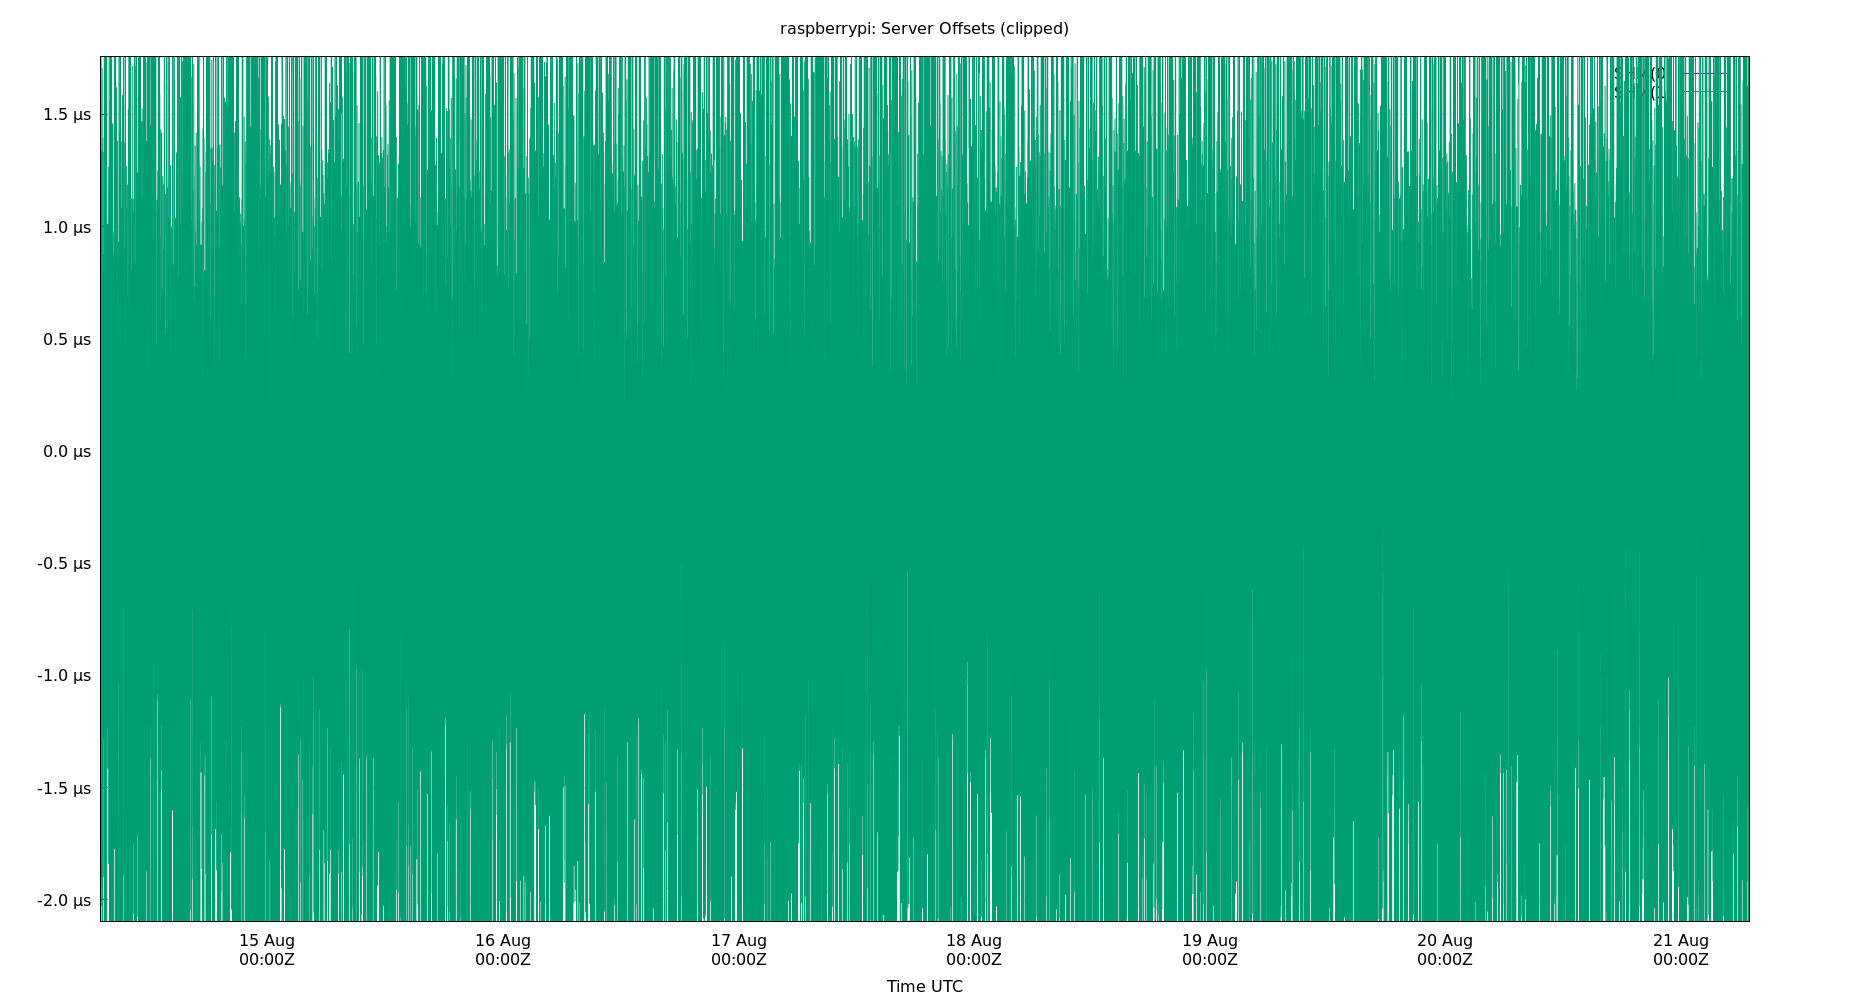 raspberrypi: Server Offsets (clipped)
1.5 µs
1.0 µs
0.5 µs
0.0 µs
-0.5 µs
-1.0 µs
-1.5 µs
-2.0 µs
15 Aug
00:00Z
16 Aug
00:00Z
17 Aug
00:00Z
18 Aug
00:00Z
19 Aug
00:00Z
20 Aug
00:00Z
21 Aug
00:00Z
Time UTC